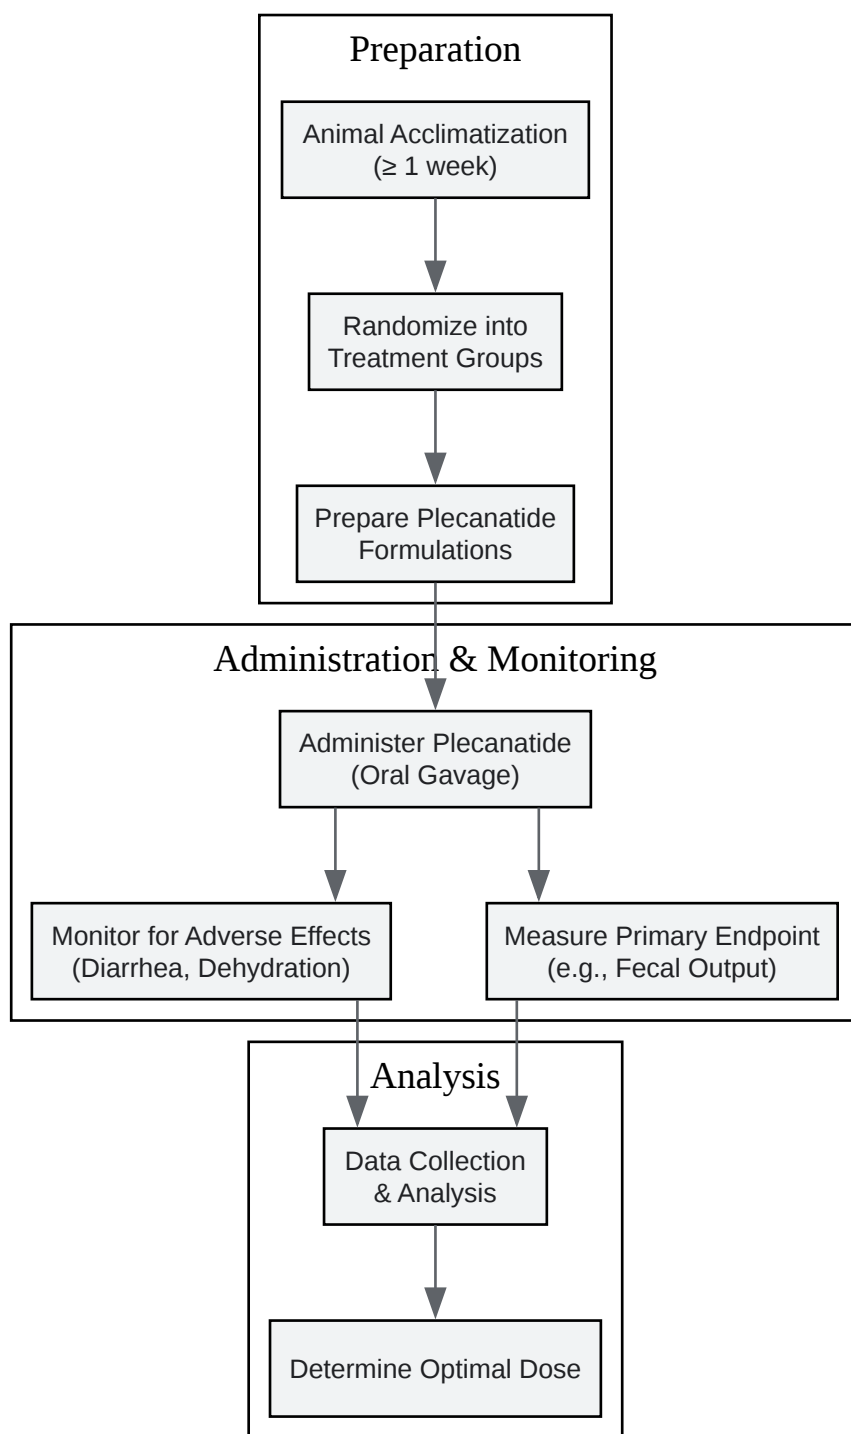 Preparation
Animal Acclimatization
(≥ 1 week)
Randomize into
Treatment Groups
Prepare Plecanatide
Formulations
Administration & Monitoring
Administer Plecanatide
(Oral Gavage)
Monitor for Adverse Effects
(Diarrhea, Dehydration)
Measure Primary Endpoint
(e.g., Fecal Output)
Analysis
Data Collection
& Analysis
Determine Optimal Dose